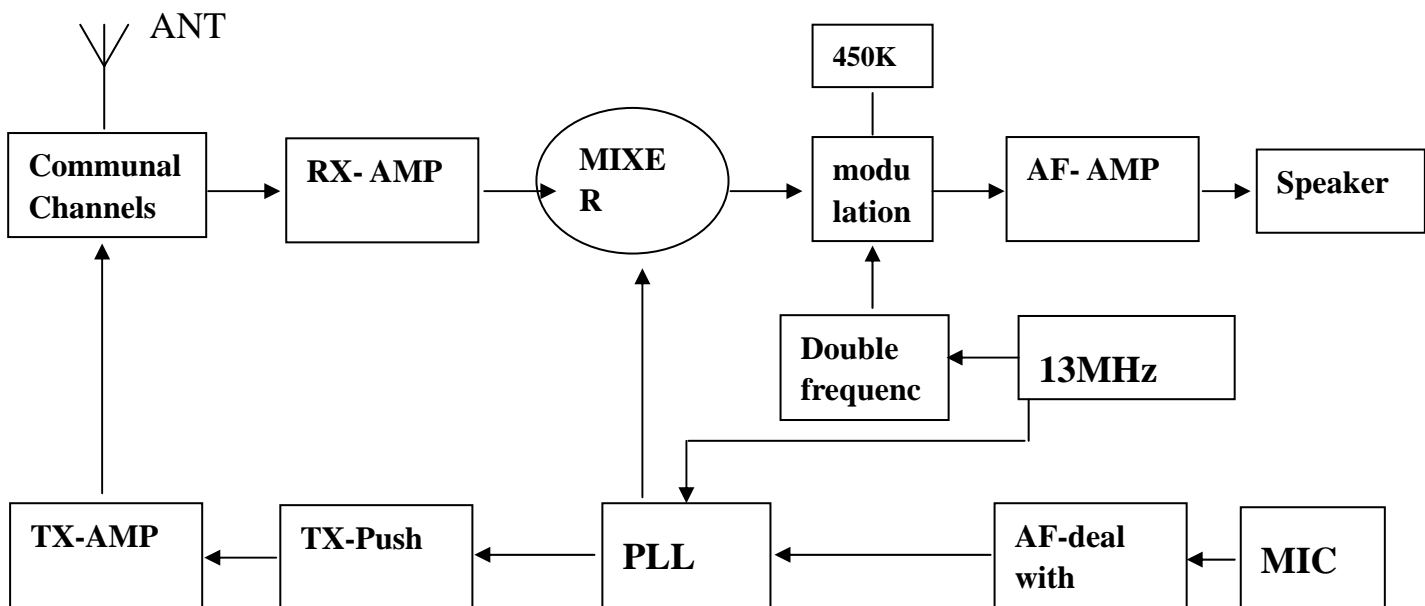 ANT
450K
Communal
Channels
RX- AMP
MIXE
R
modu
lation
AF- AMP
Speaker
Double
frequenc
13MHz
TX-AMP
TX-Push
PLL
AF-deal
with
MIC